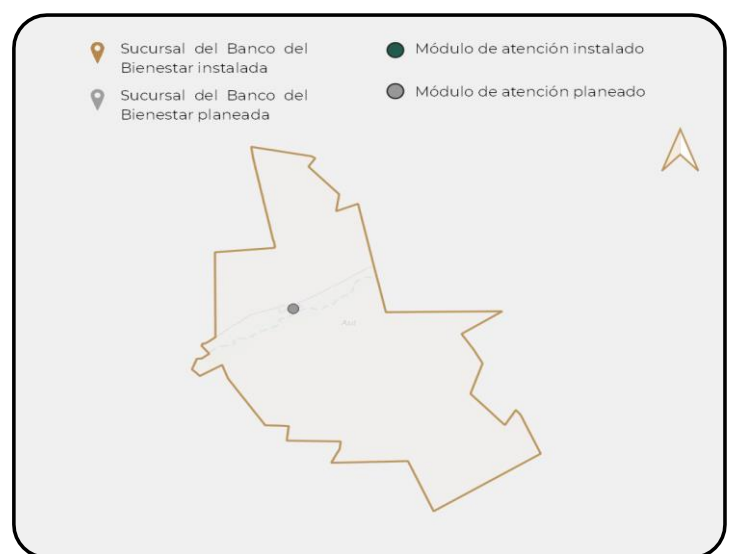 Sucursal del Banco del
Bienestar instalada
Sucursal del Banco del
Bienestar planeada
Módulo de atención instalado
Módulo de atención planeado